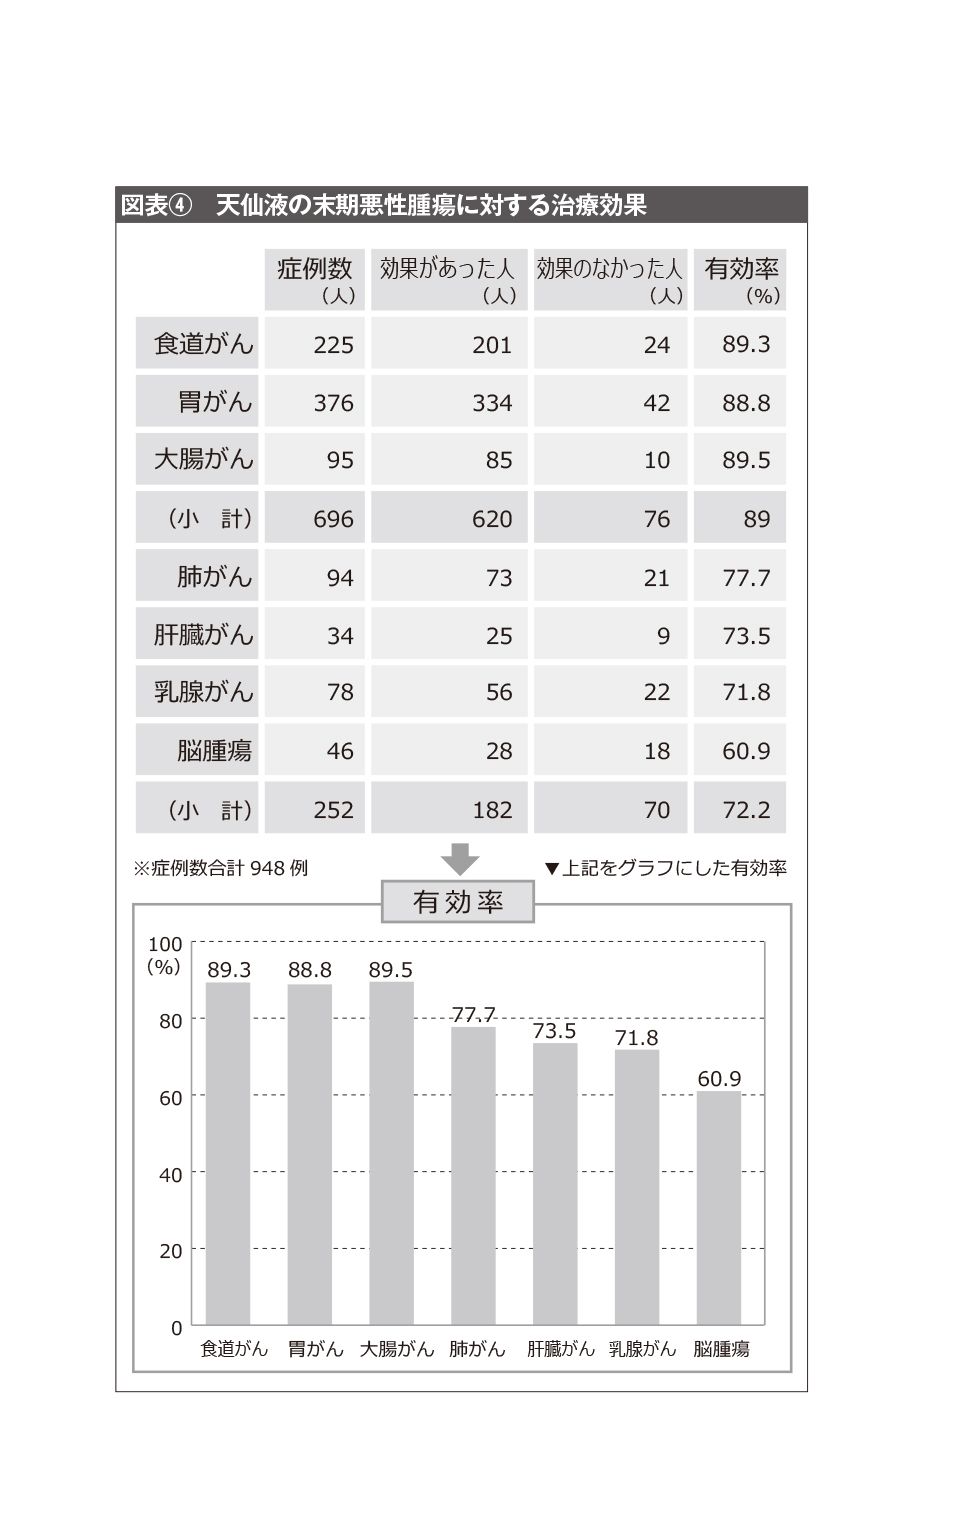 図表④　天仙液の末期悪性腫瘍に対する治療効果
症例数（人） 効果があった人（人） 効果のなかった人（人） 有効率（%）
食道がん 225 201 24 89.3
胃がん 376 334 42 88.8
大腸がん 95 85 10 89.5
（小　計） 696 620 76 89
肺がん 94 73 21 77.7
肝臓がん 34 25 9 73.5
乳腺がん 78 56 22 71.8
脳腫瘍 46 28 18 60.9
（小　計） 252 182 70 72.2
※症例数合計 948 例 ▼上記をグラフにした有効率
有効率
100
（%）
80
60
40
20
0
89.3 88.8 89.5 77.7 73.5 71.8 60.9
食道がん 胃がん 大腸がん 肺がん 肝臓がん 乳腺がん 脳腫瘍